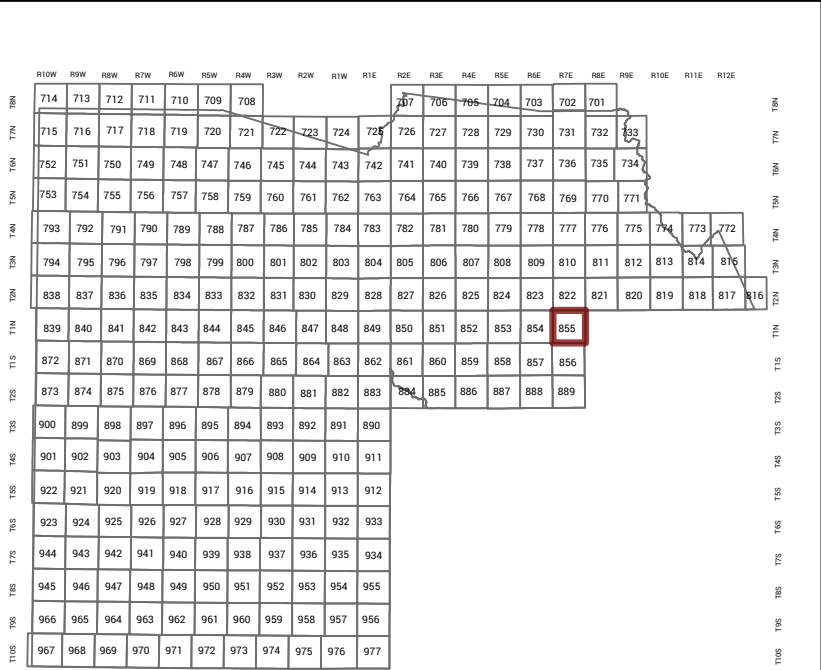 R10W R9W R8W R7W R6W R5W R4W R3W R2W R1W R1E R2E R3E R4E R5E R6E R7E R8E R9E R10E R11E R12E
T8N 714 713 712 711 710 709 708 707 706 705 704 703 702 701 T8N
T7N 715 716 717 718 719 720 721 722 723 724 725 726 727 728 729 730 731 732 733 T7N
T6N 752 751 750 749 748 747 746 745 744 743 742 741 740 739 738 737 736 735 734 T6N
T5N 753 754 755 756 757 758 759 760 761 762 763 764 765 766 767 768 769 770 771 T5N
T4N 793 792 791 790 789 788 787 786 785 784 783 782 781 780 779 778 777 776 775 774 773 772 T4N
T3N 794 795 796 797 798 799 800 801 802 803 804 805 806 807 808 809 810 811 812 813 814 815 T3N
T2N 838 837 836 835 834 833 832 831 830 829 828 827 826 825 824 823 822 821 820 819 818 817 816 T2N
T1N 839 840 841 842 843 844 845 846 847 848 849 850 851 852 853 854 855 T1N
T1S 872 871 870 869 868 867 866 865 864 863 862 861 860 859 858 857 856 T1S
T2S 873 874 875 876 877 878 879 880 881 882 883 884 885 886 887 888 889 T2S
T3S 900 899 898 897 896 895 894 893 892 891 890 T3S
T4S 901 902 903 904 905 906 907 908 909 910 911 T4S
T5S 922 921 920 919 918 917 916 915 914 913 912 T5S
T6S 923 924 925 926 927 928 929 930 931 932 933 T6S
T7S 944 943 942 941 940 939 938 937 936 935 934 T7S
T8S 945 946 947 948 949 950 951 952 953 954 955 T8S
T9S 966 965 964 963 962 961 960 959 958 957 956 T9S
T10S 967 968 969 970 971 972 973 974 975 976 977 T10S